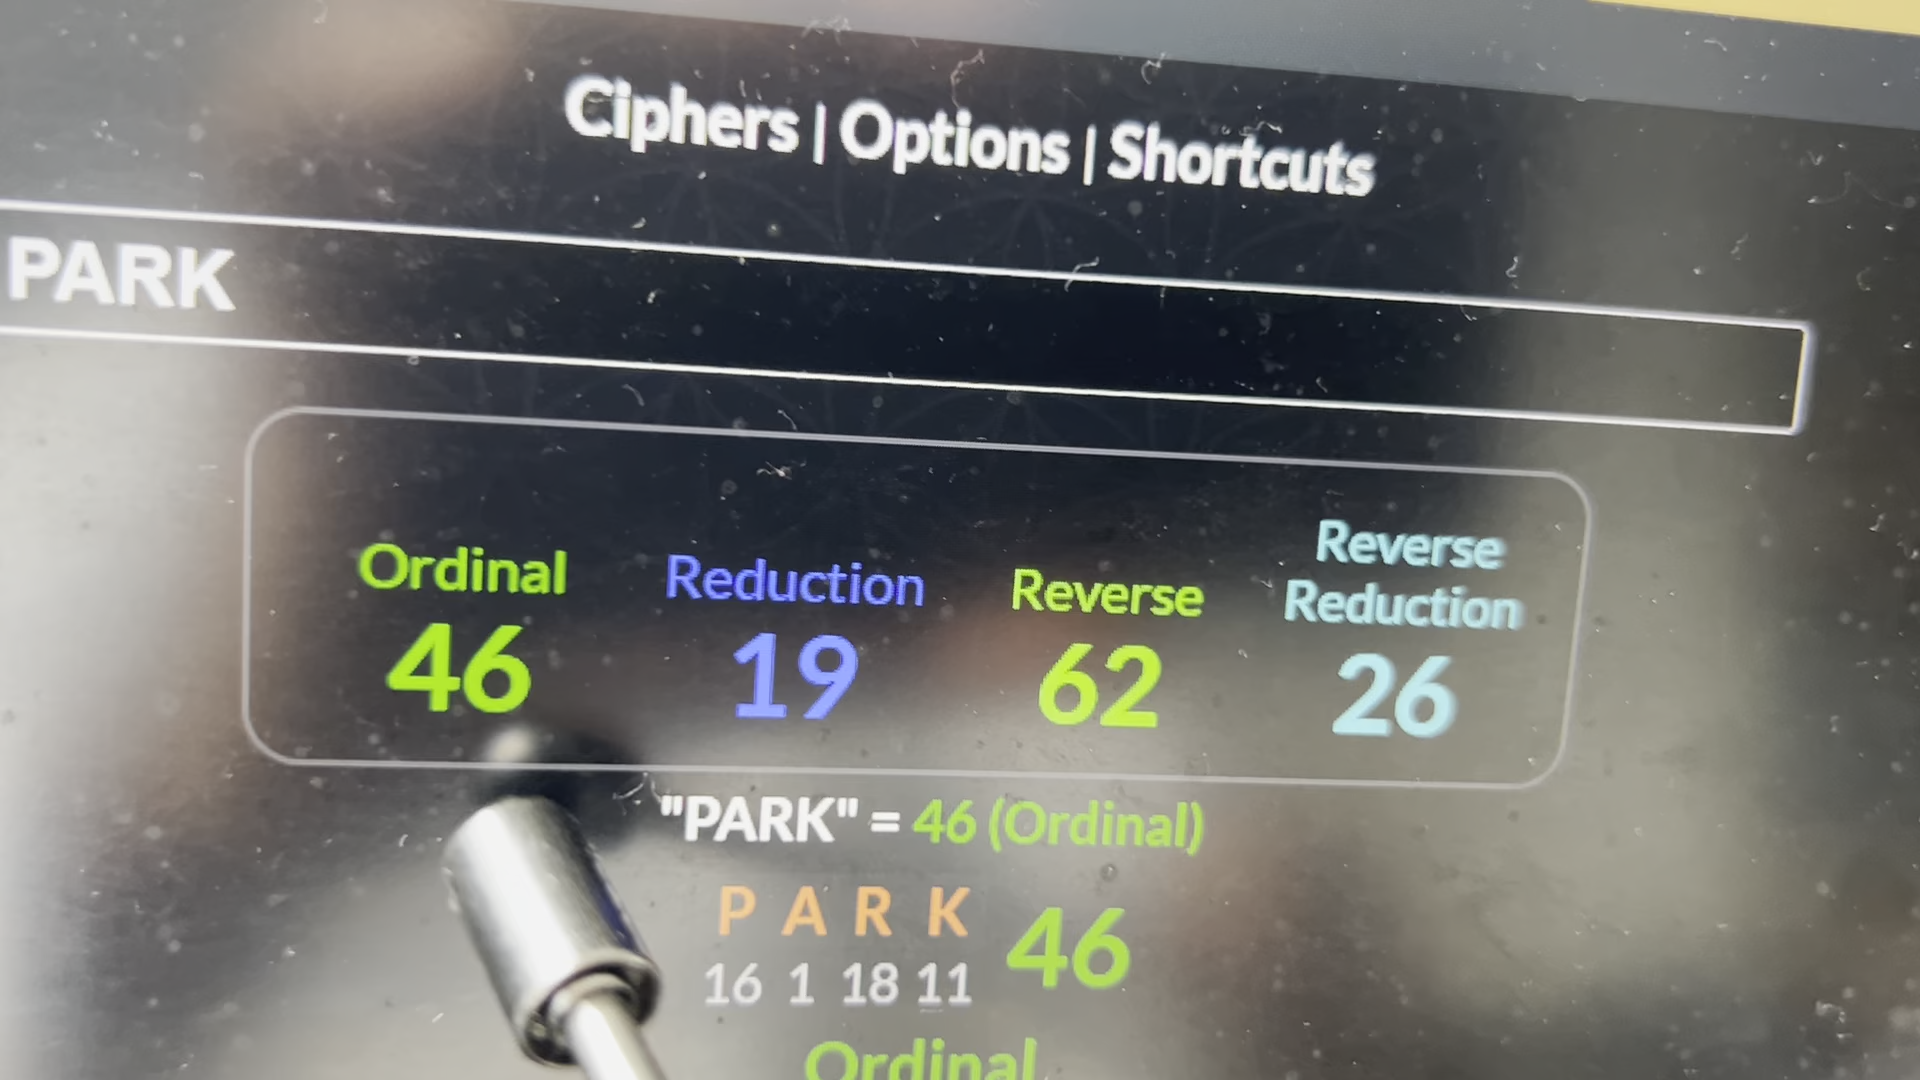 Ciphers | Options | Shortcuts
PARK
Ordinal Reduction Reverse Reverse Reduction
46 19 62 26
"PARK" = 46 (Ordinal)
P A R K 46
16 1 18 11
Ordinal